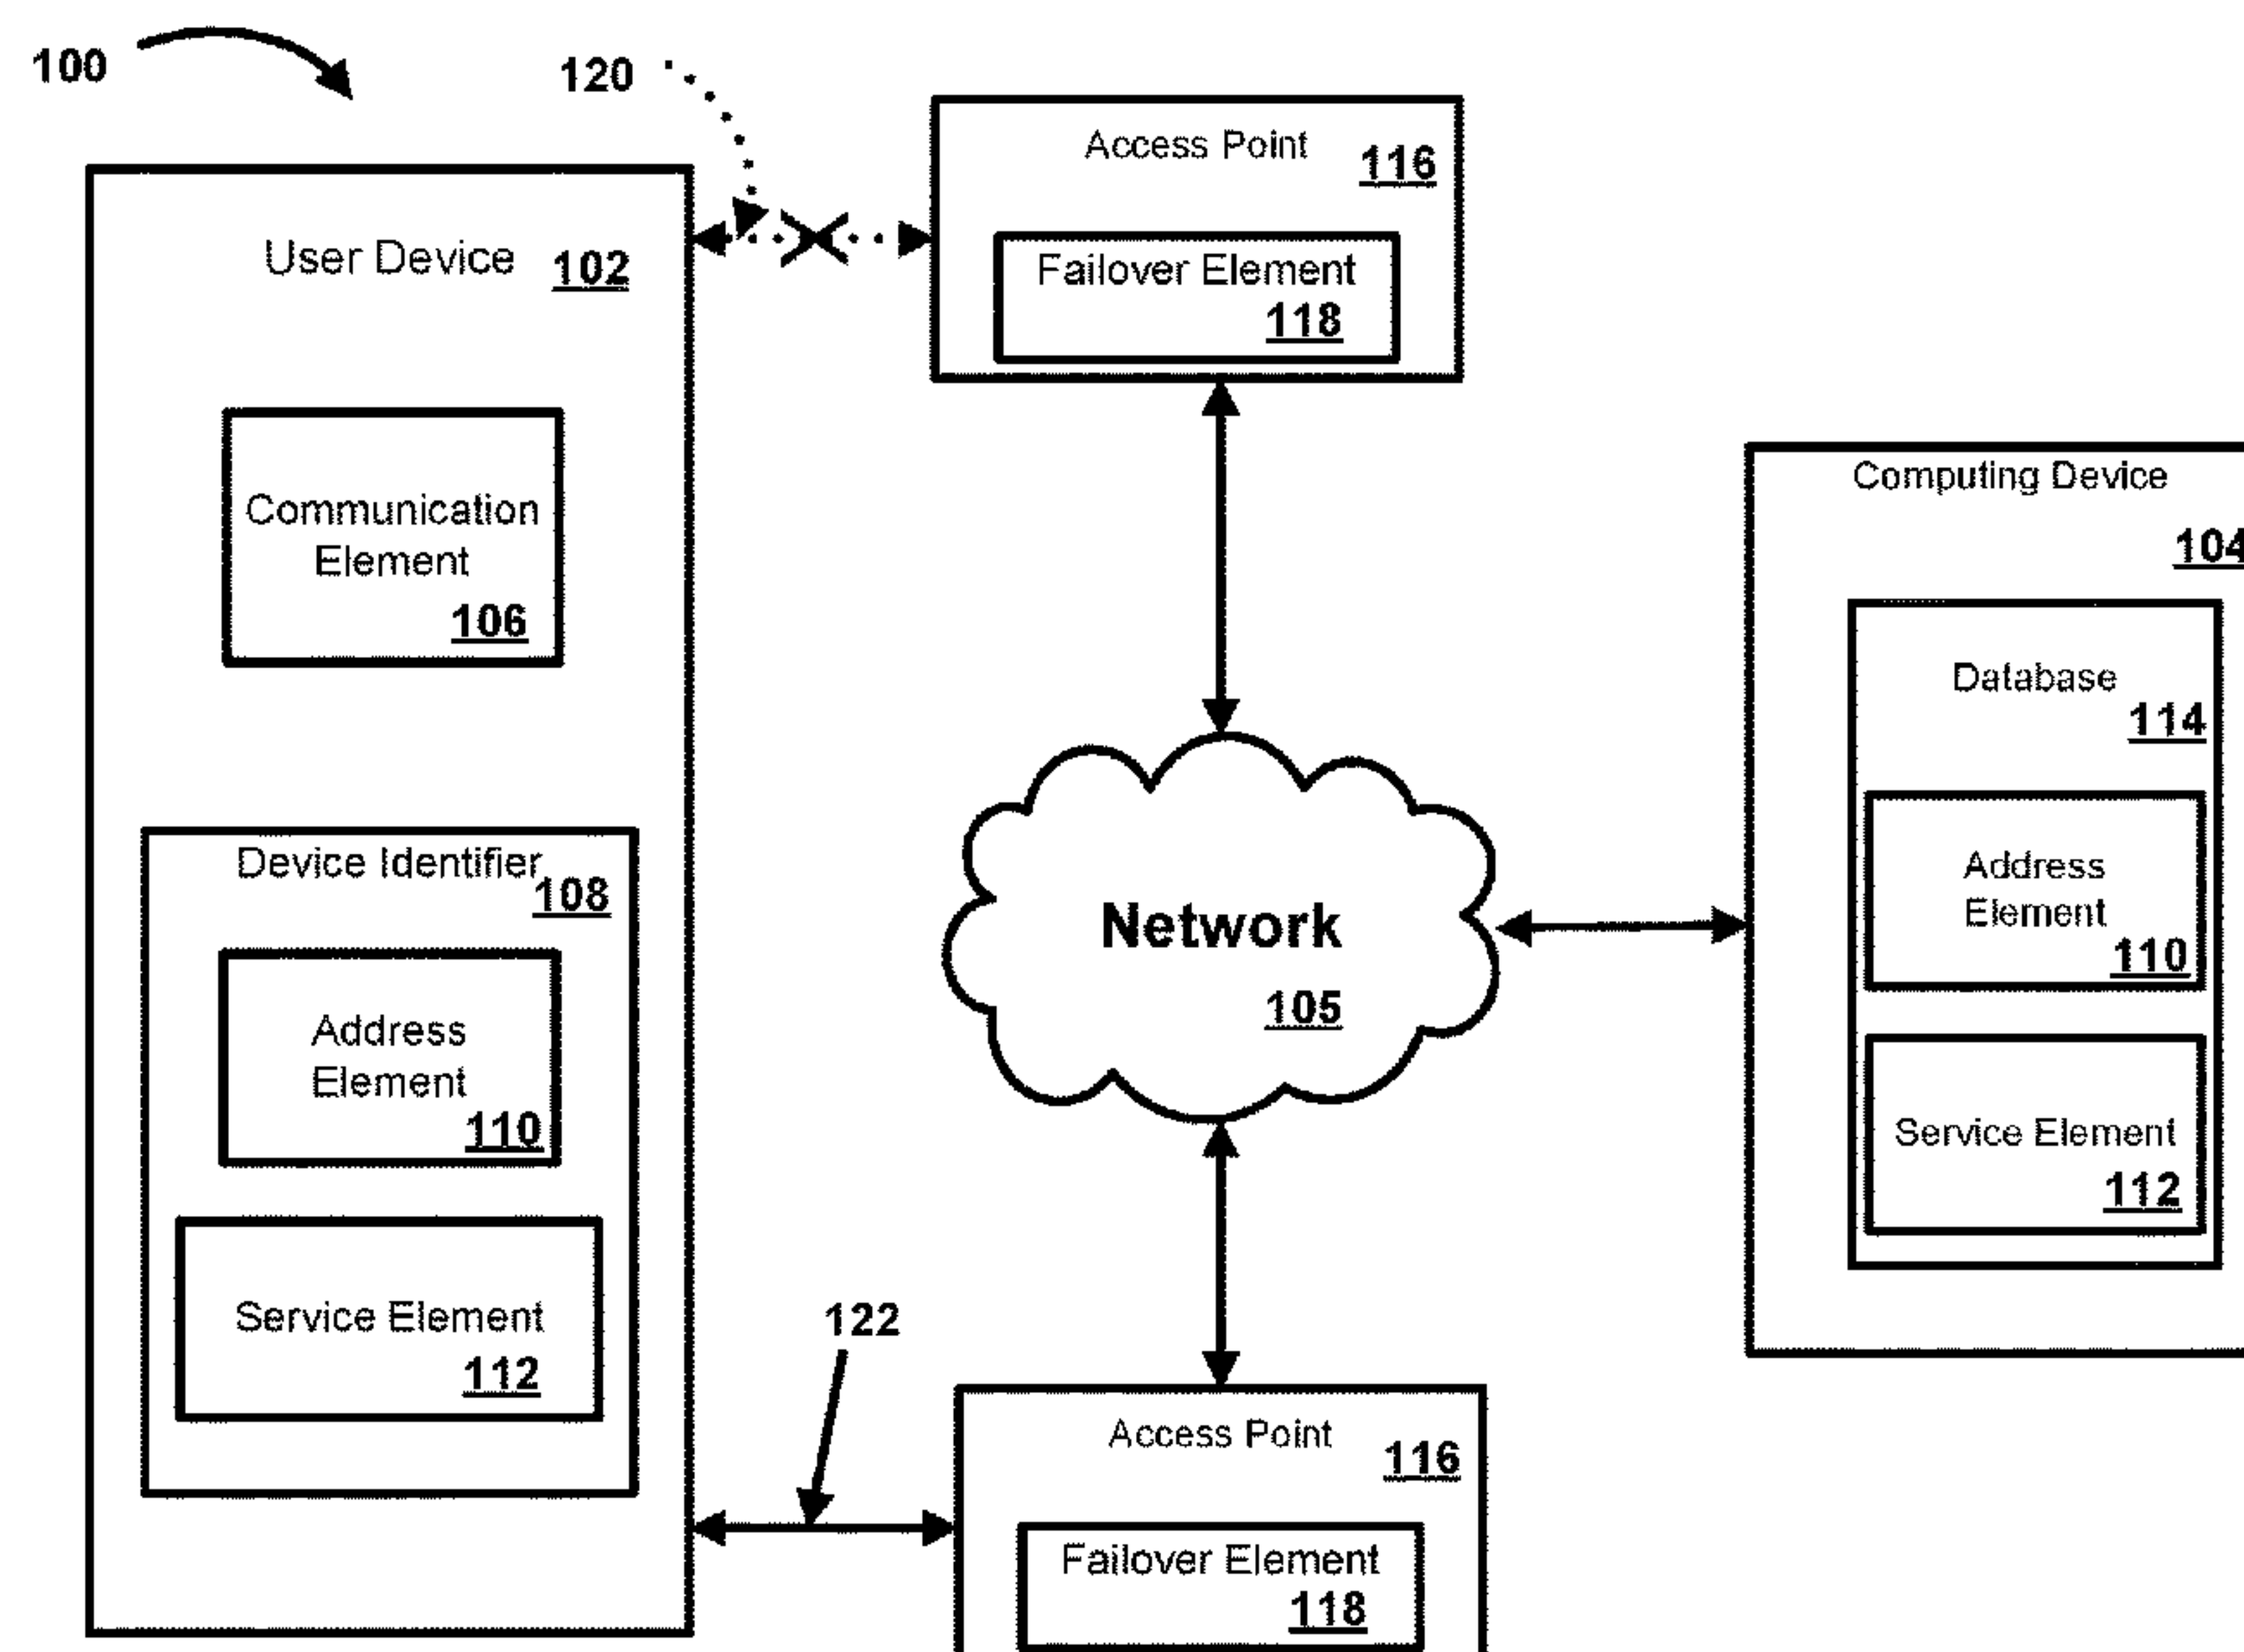 100
120
User Device 102
Communication
Element
106
Device Identifier 108
Address
Element
110
Service Element
112
Access Point 116
Failover Element
118
Network
105
122
Access Point 116
Failover Element
118
Computing Device
104
Database
114
Address
Element
110
Service Element
112